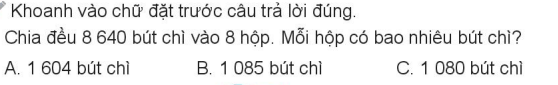 Khoanh vào chữ đặt trước câu trả lời đúng.
Chia đều 8 640 bút chì vào 8 hộp. Mỗi hộp có bao nhiêu bút chì?
A. 1 604 bút chì B. 1 085 bút chì C. 1 080 bút chì